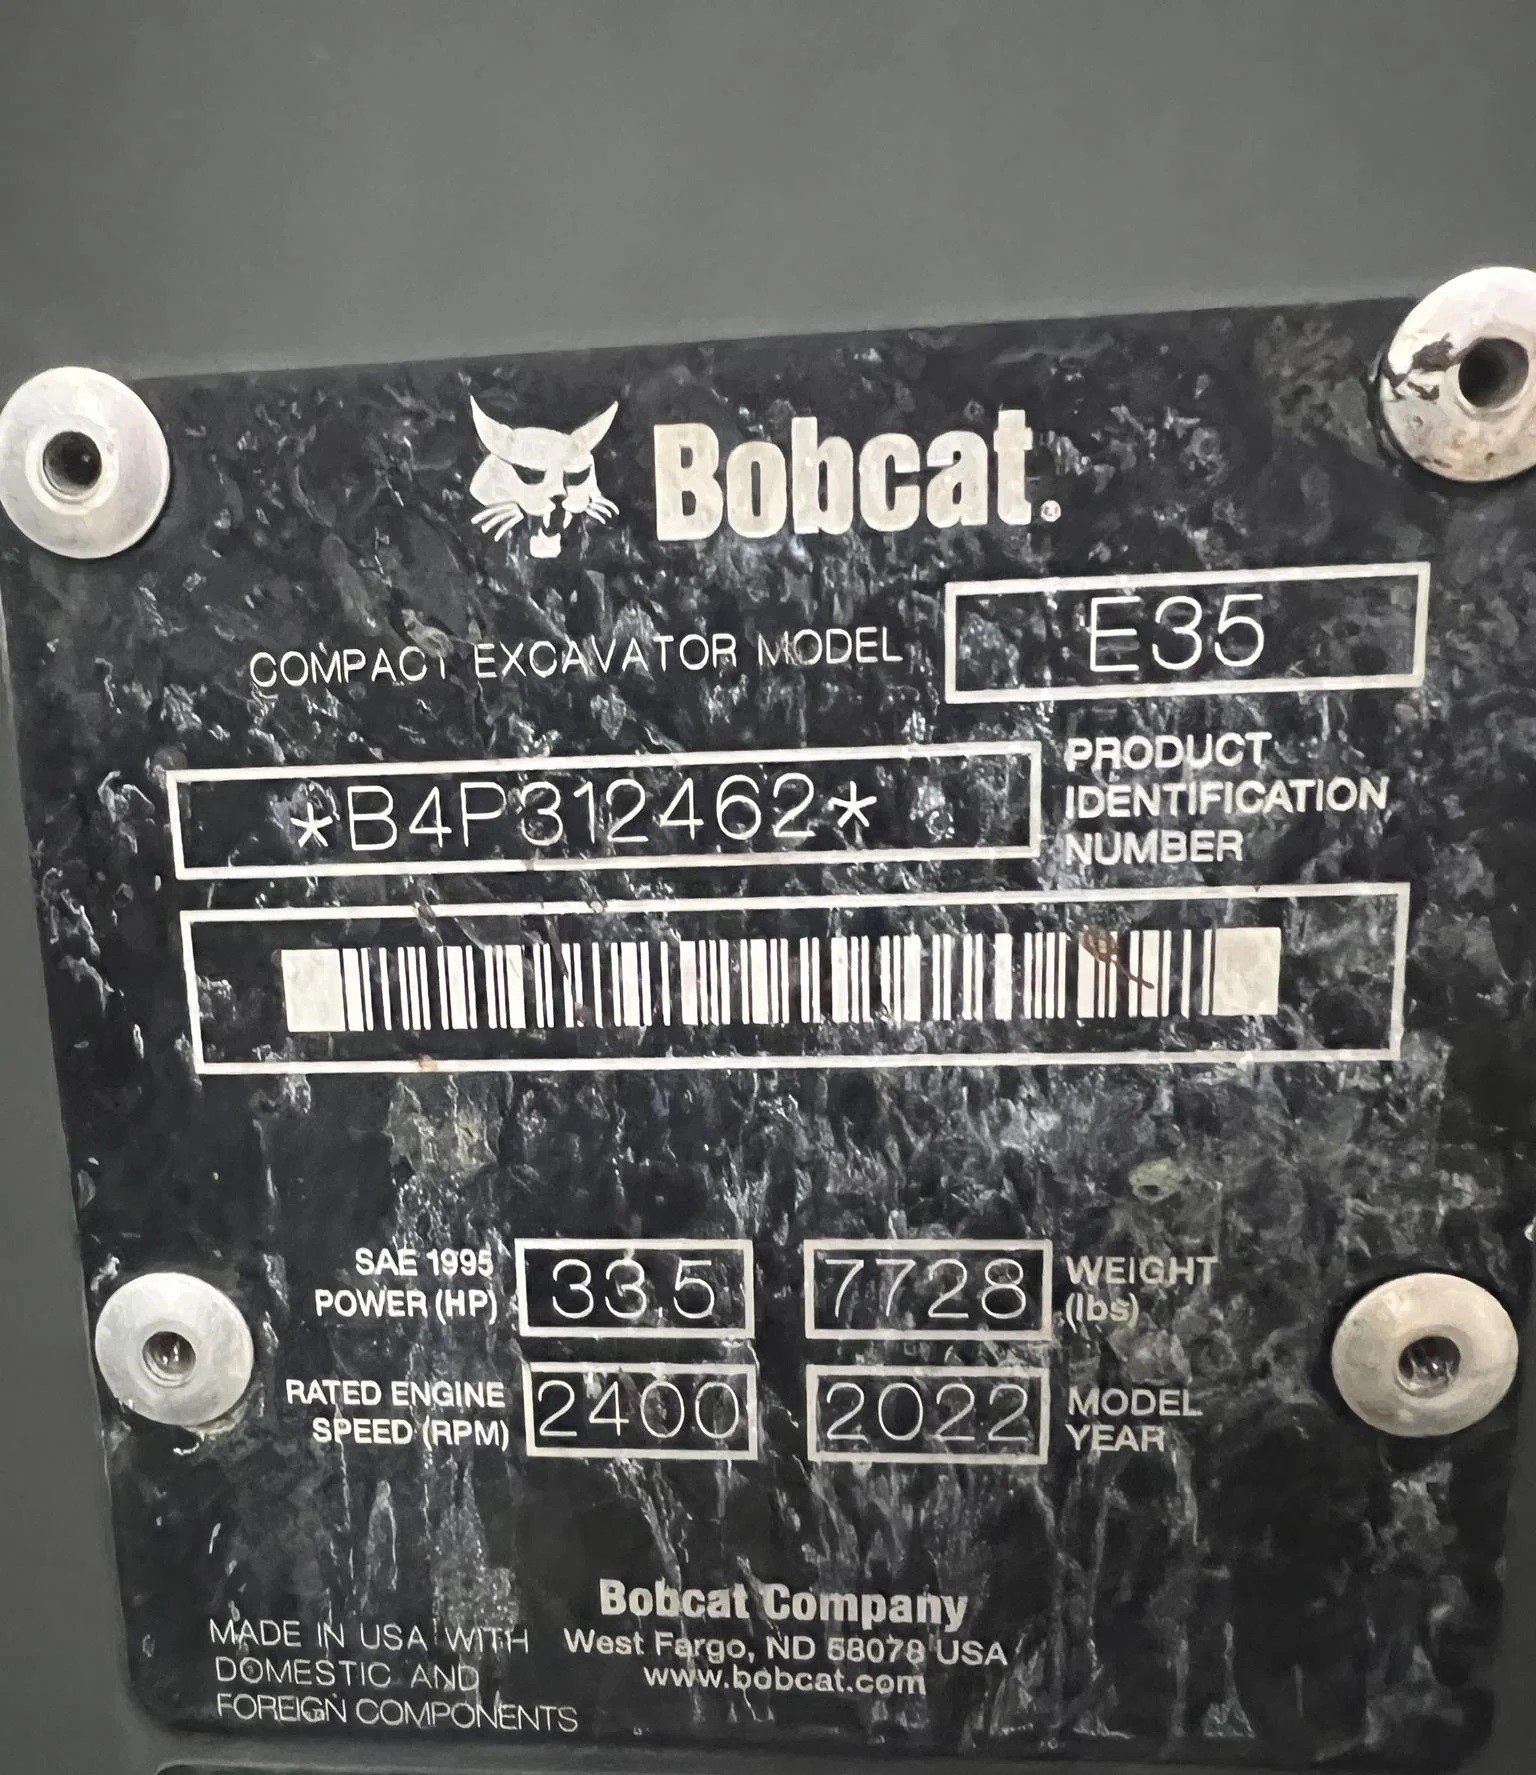 Bobcat®
COMPACT EXCAVATOR MODEL E35
*B4P312462* PRODUCT
IDENTIFICATION
NUMBER
SAE 1995
POWER (HP) 33.5 7728 WEIGHT
(lbs)
RATED ENGINE
SPEED (RPM) 2400 2022 MODEL
YEAR
Bobcat Company
West Fargo, ND 58078 USA
www.bobcat.com
MADE IN USA WITH
DOMESTIC AND
FOREIGN COMPONENTS